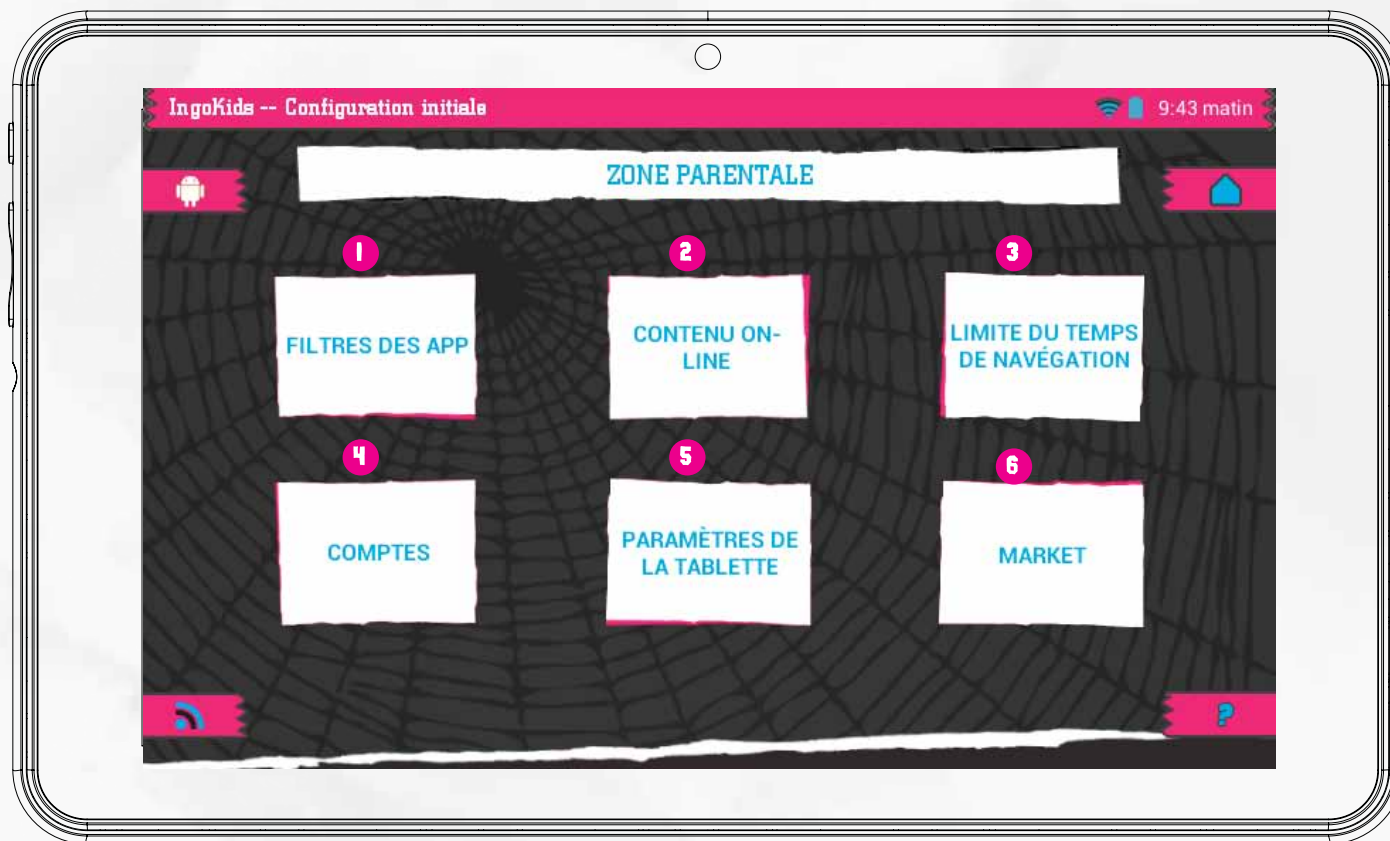 IngoKids -- Configuration initials
9:43 matin
ZONE PARENTALE
1
2
3
FILTRES DES APP
CONTENU ON-
LINE
LIMITE DU TEMPS
DE NAVÉGATION
4
5
6
COMPTES
PARAMÈTRES DE
LA TABLETTE
MARKET
?